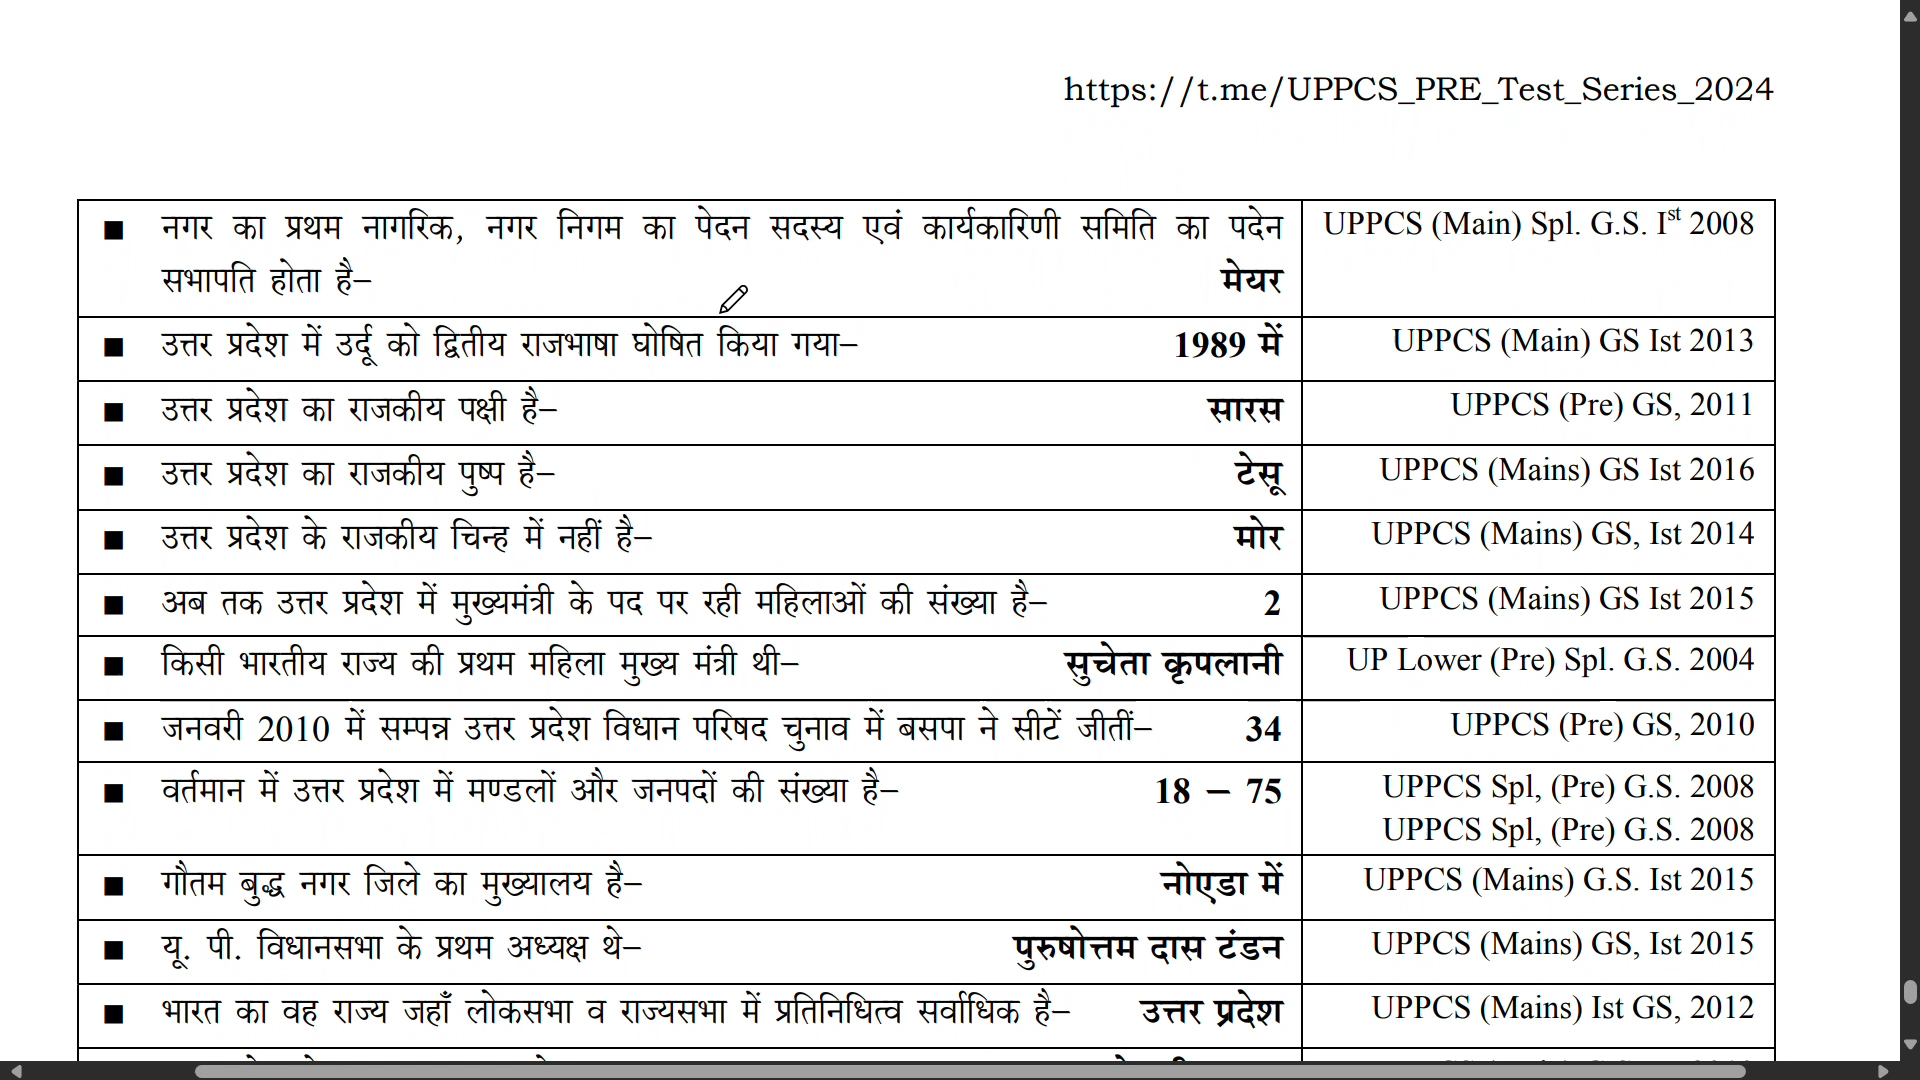 https://t.me/UPPCS_PRE_Test_Series_2024
■ नगर का प्रथम नागरिक, नगर निगम का पेदन सदस्य एवं कार्यकारिणी समिति का पदेन UPPCS (Main) Spl. G.S. Ist 2008
सभापति होता है– मेयर
■ उत्तर प्रदेश में उर्दू को द्वितीय राजभाषा घोषित किया गया– 1989 में UPPCS (Main) GS Ist 2013
■ उत्तर प्रदेश का राजकीय पक्षी है– सारस UPPCS (Pre) GS, 2011
■ उत्तर प्रदेश का राजकीय पुष्प है– टेसू UPPCS (Mains) GS Ist 2016
■ उत्तर प्रदेश के राजकीय चिन्ह में नहीं है– मोर UPPCS (Mains) GS, Ist 2014
■ अब तक उत्तर प्रदेश में मुख्यमंत्री के पद पर रही महिलाओं की संख्या है– 2 UPPCS (Mains) GS Ist 2015
■ किसी भारतीय राज्य की प्रथम महिला मुख्य मंत्री थी– सुचेता कृपलानी UP Lower (Pre) Spl. G.S. 2004
■ जनवरी 2010 में सम्पन्न उत्तर प्रदेश विधान परिषद चुनाव में बसपा ने सीटें जीतीं– 34 UPPCS (Pre) GS, 2010
■ वर्तमान में उत्तर प्रदेश में मण्डलों और जनपदों की संख्या है– 18 – 75 UPPCS Spl, (Pre) G.S. 2008
UPPCS Spl, (Pre) G.S. 2008
■ गौतम बुद्ध नगर जिले का मुख्यालय है– नोएडा में UPPCS (Mains) G.S. Ist 2015
■ यू. पी. विधानसभा के प्रथम अध्यक्ष थे– पुरुषोत्तम दास टंडन UPPCS (Mains) GS, Ist 2015
■ भारत का वह राज्य जहाँ लोकसभा व राज्यसभा में प्रतिनिधित्व सर्वाधिक है– उत्तर प्रदेश UPPCS (Mains) Ist GS, 2012